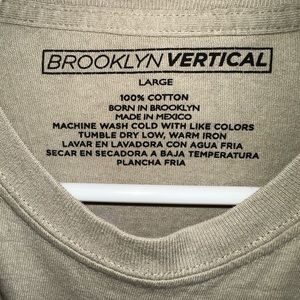 BROOKLYN VERTICAL
LARGE
100% COTTON
BORN IN BROOKLYN
MADE IN MEXICO
MACHINE WASH COLD WITH LIKE COLORS
TUMBLE DRY LOW, WARM IRON
LAVAR EN LAVADORA CON AGUA FRIA
SECAR EN SECADORA A BAJA TEMPERATURA
PLANCHA FRIA